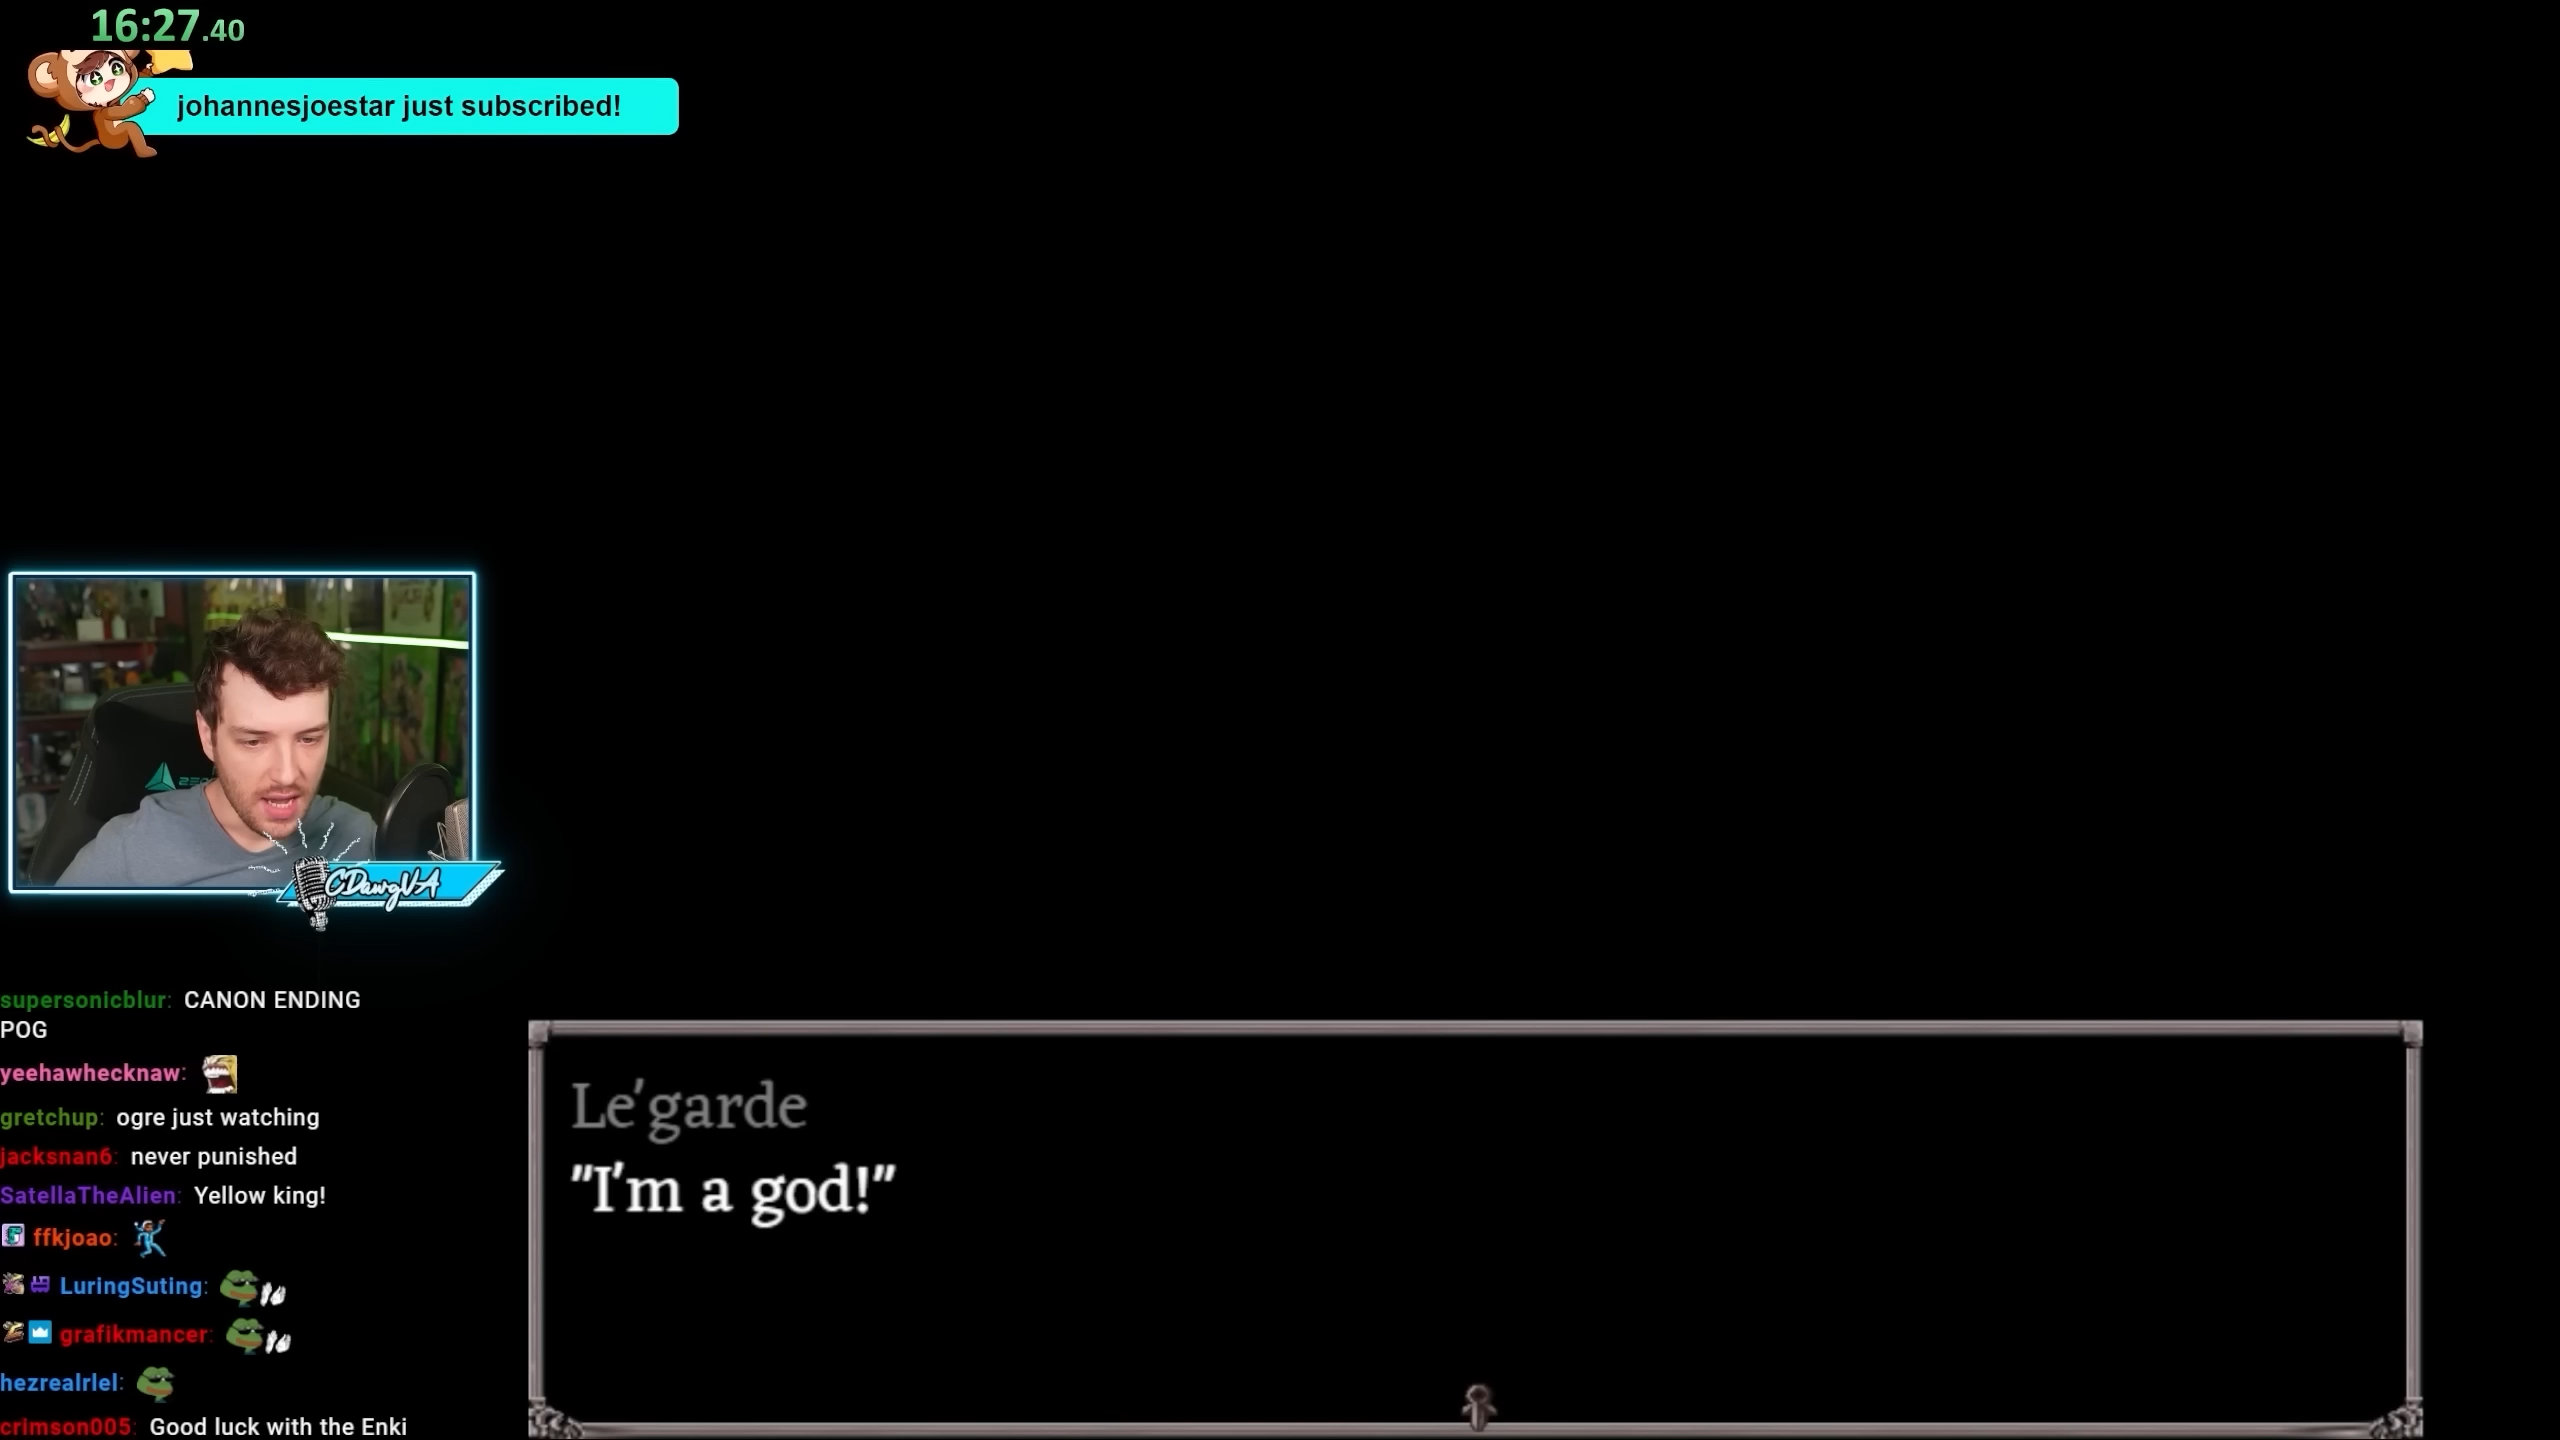 16:27.40
johannesjoestar just subscribed!
CDawgVA
supersonicblur: CANON ENDING
POG
yeehawhecknaw:
gretchup: ogre just watching
jacksnan6: never punished
SatellaTheAlien: Yellow king!
ffkjoao:
LuringSuting:
grafikmancer:
hezrealrlel:
crimson005: Good luck with the Enki
Le'garde
"I'm a god!"